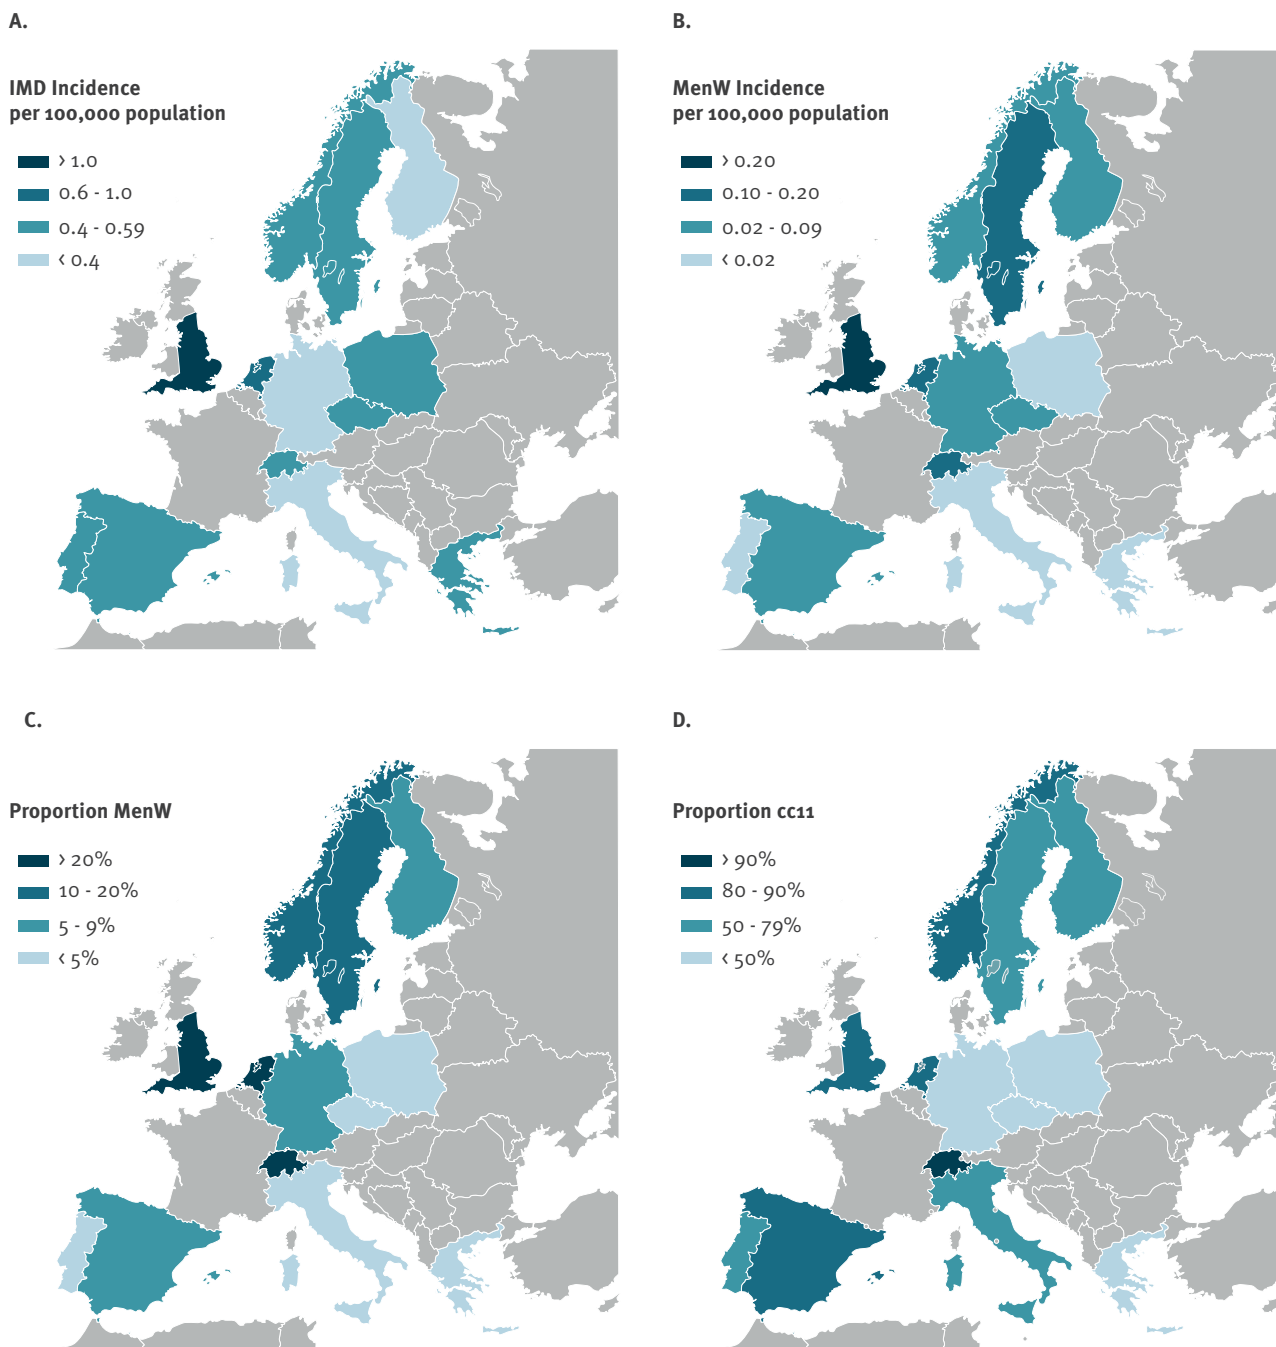 A.
IMD Incidence
per 100,000 population
> 1.0
0.6 - 1.0
0.4 - 0.59
< 0.4
B.
MenW Incidence
per 100,000 population
> 0.20
0.10 - 0.20
0.02 - 0.09
< 0.02
C.
Proportion MenW
> 20%
10 - 20%
5 - 9%
< 5%
D.
Proportion cc11
> 90%
80 - 90%
50 - 79%
< 50%